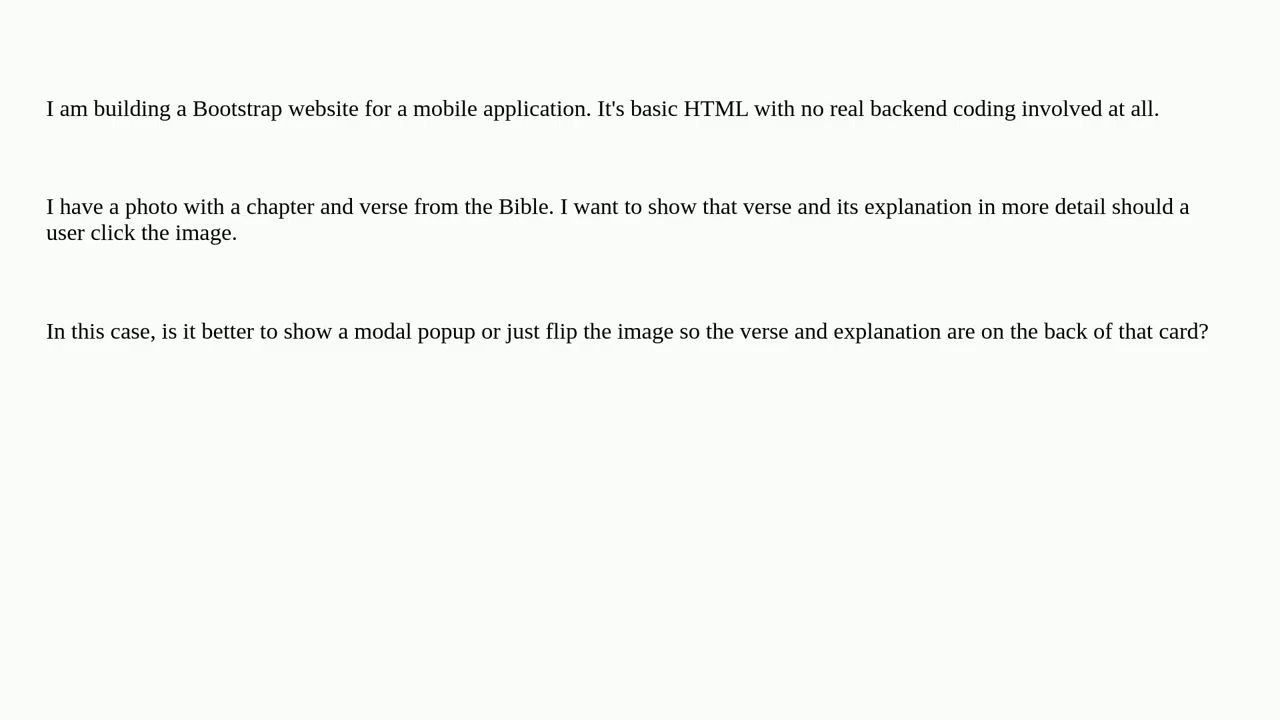 I am building a Bootstrap website for a mobile application. It's basic HTML with no real backend coding involved at all.
I have a photo with a chapter and verse from the Bible. I want to show that verse and its explanation in more detail should a
user click the image.
In this case, is it better to show a modal popup or just flip the image so the verse and explanation are on the back of that card?